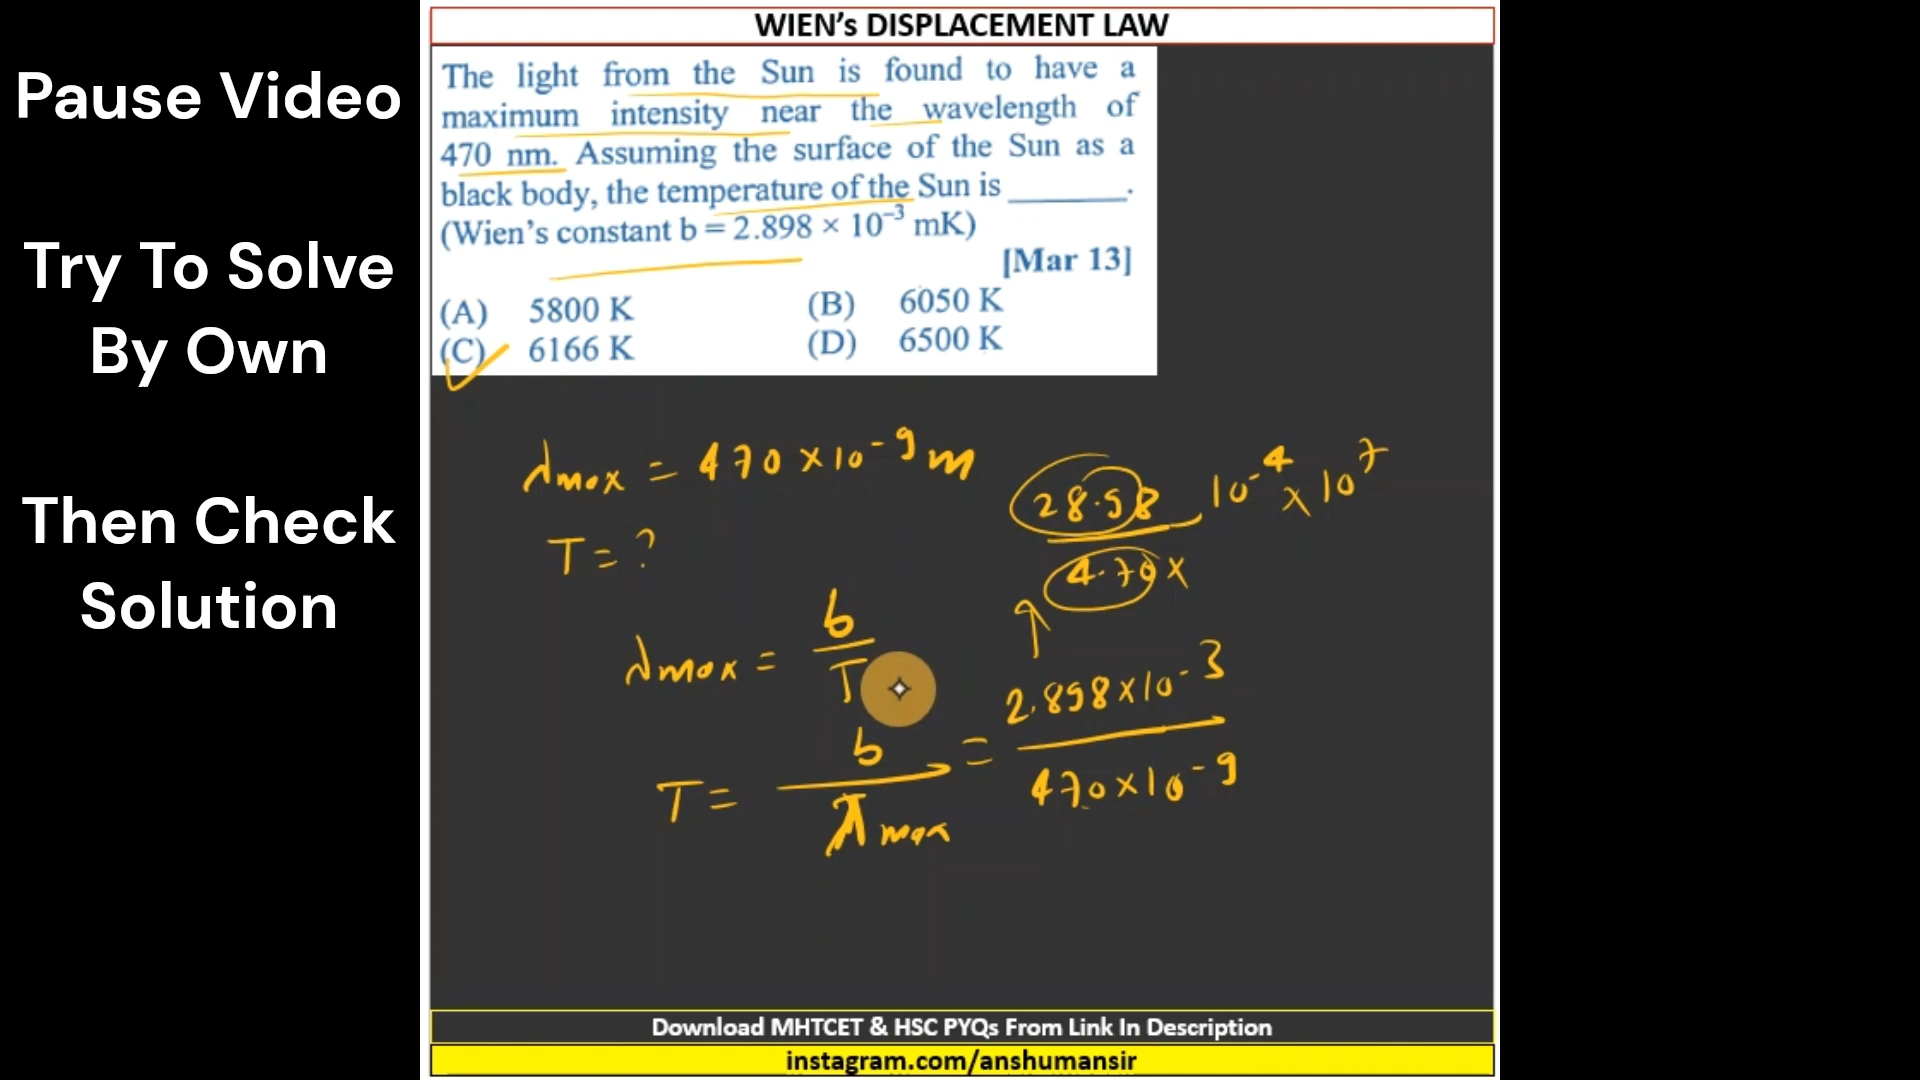 Pause Video
Try To Solve
By Own
Then Check
Solution
WIEN's DISPLACEMENT LAW
The light from the Sun is found to have a
maximum intensity near the wavelength of
470 nm. Assuming the surface of the Sun as a
black body, the temperature of the Sun is ________.
(Wien's constant b = 2.898 × 10⁻³ mK)
[Mar 13]
(A) 5800 K (B) 6050 K
(C) 6166 K (D) 6500 K
λmax = 470 × 10⁻⁹ m
T = ?
28.98 10⁻⁴ × 10⁷
4.70 ×
λmax = b / T
T = b / λmax = 2.898 × 10⁻³ / 470 × 10⁻⁹
Download MHTCET & HSC PYQs From Link In Description
instagram.com/anshumansir